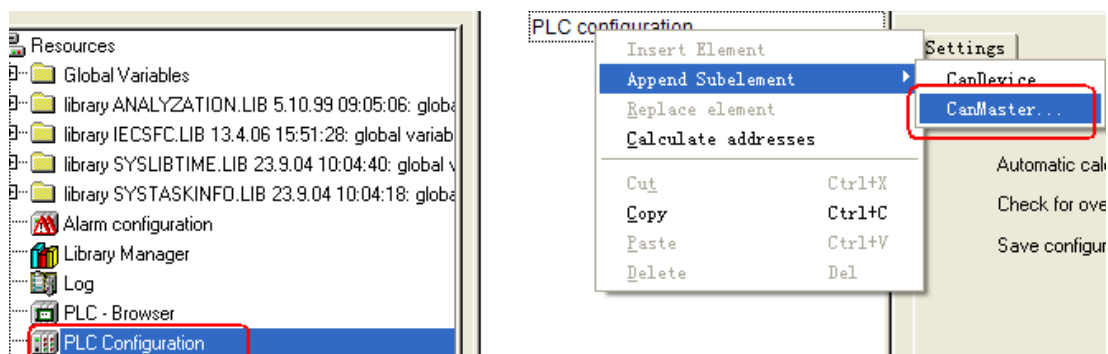 Resources
Global Variables
library ANALYZATION.LIB 5.10.99 09:05:06: globa
library IECSFC.LIB 13.4.06 15:51:28: global variab
library SYSLIBTIME.LIB 23.9.04 10:04:40: global v
library SYSTASKINFO.LIB 23.9.04 10:04:18: globa
Alarm configuration
Library Manager
Log
PLC - Browser
PLC Configuration
PLC configuration
Insert Element
Append Subelement
Replace element
Calculate addresses
Cut Ctrl+X
Copy Ctrl+C
Paste Ctrl+V
Delete Del
Settings
CanDevice...
CanMaster...
Automatic calc
Check for ove
Save configur